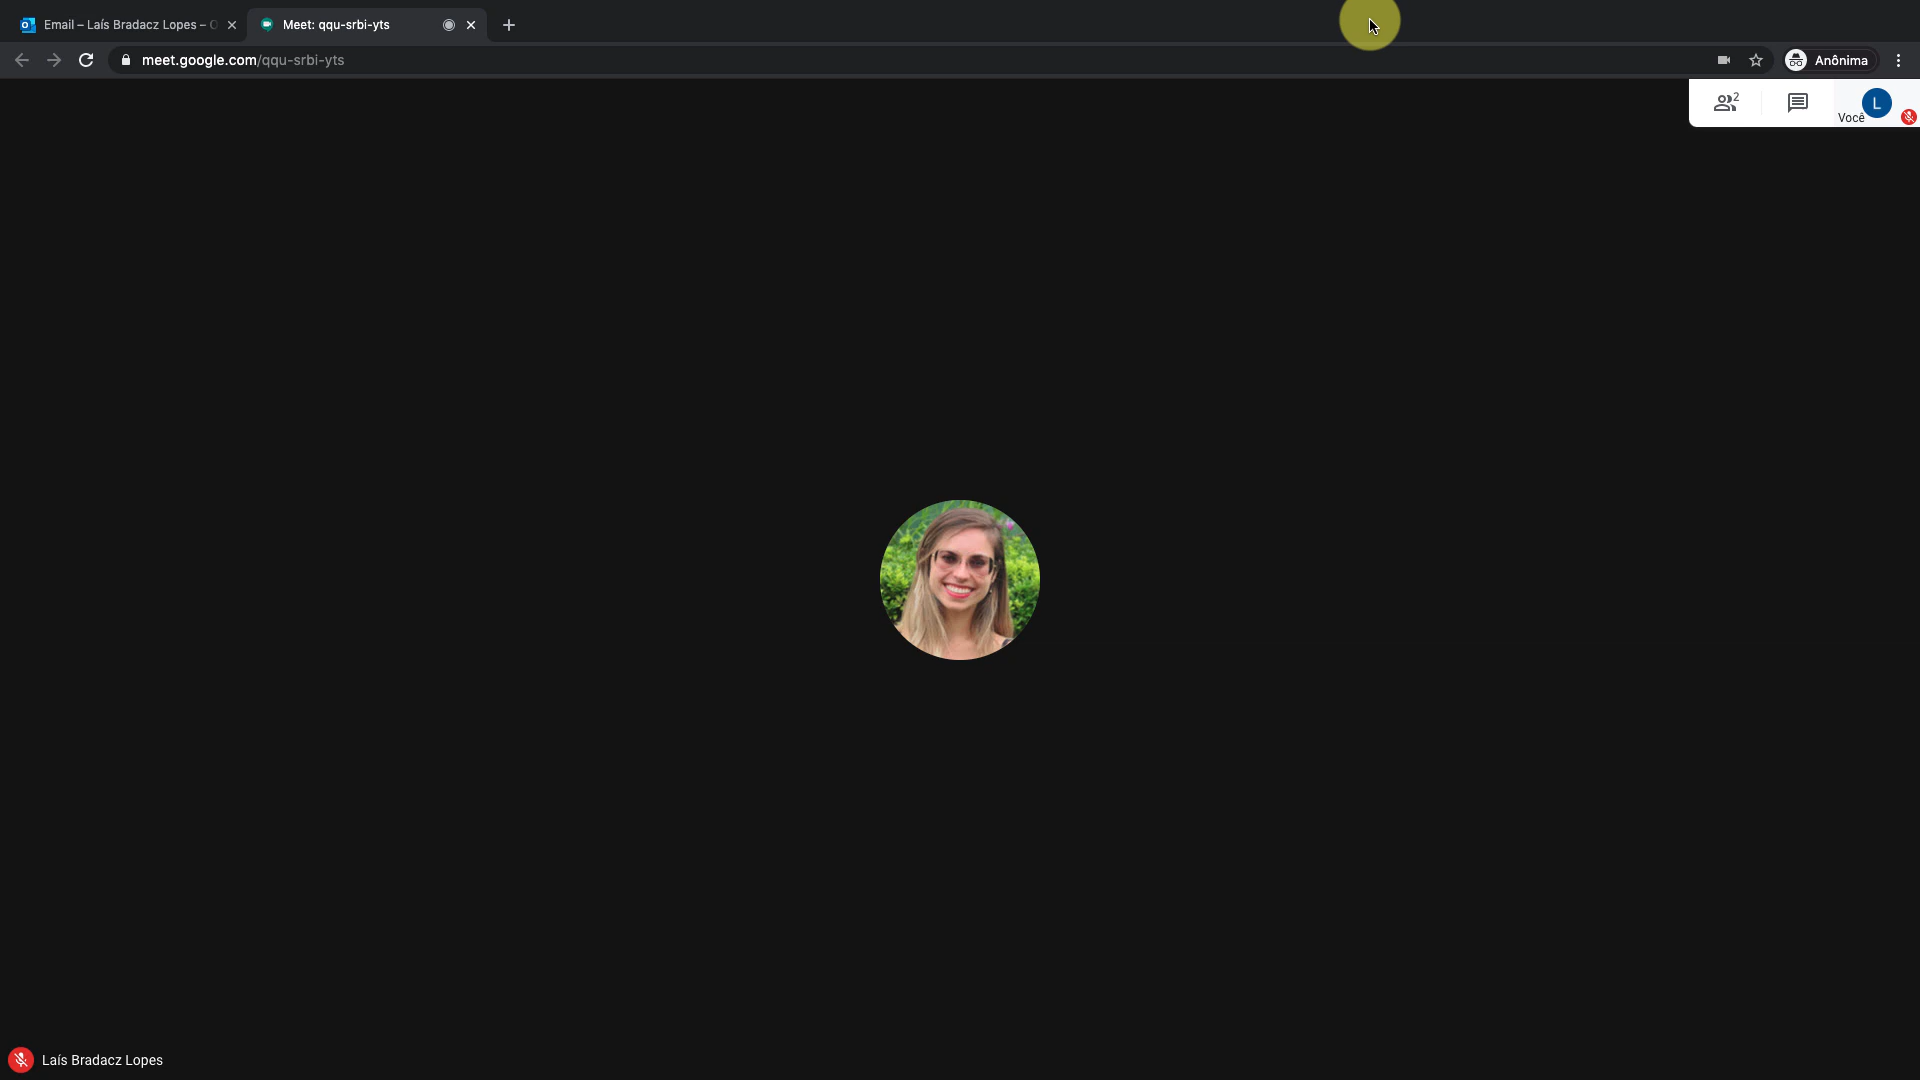 Email – Laís Bradacz Lopes –
Meet: qqu-srbi-yts
meet.google.com/qqu-srbi-yts
Anônima
2
L
Você
Laís Bradacz Lopes